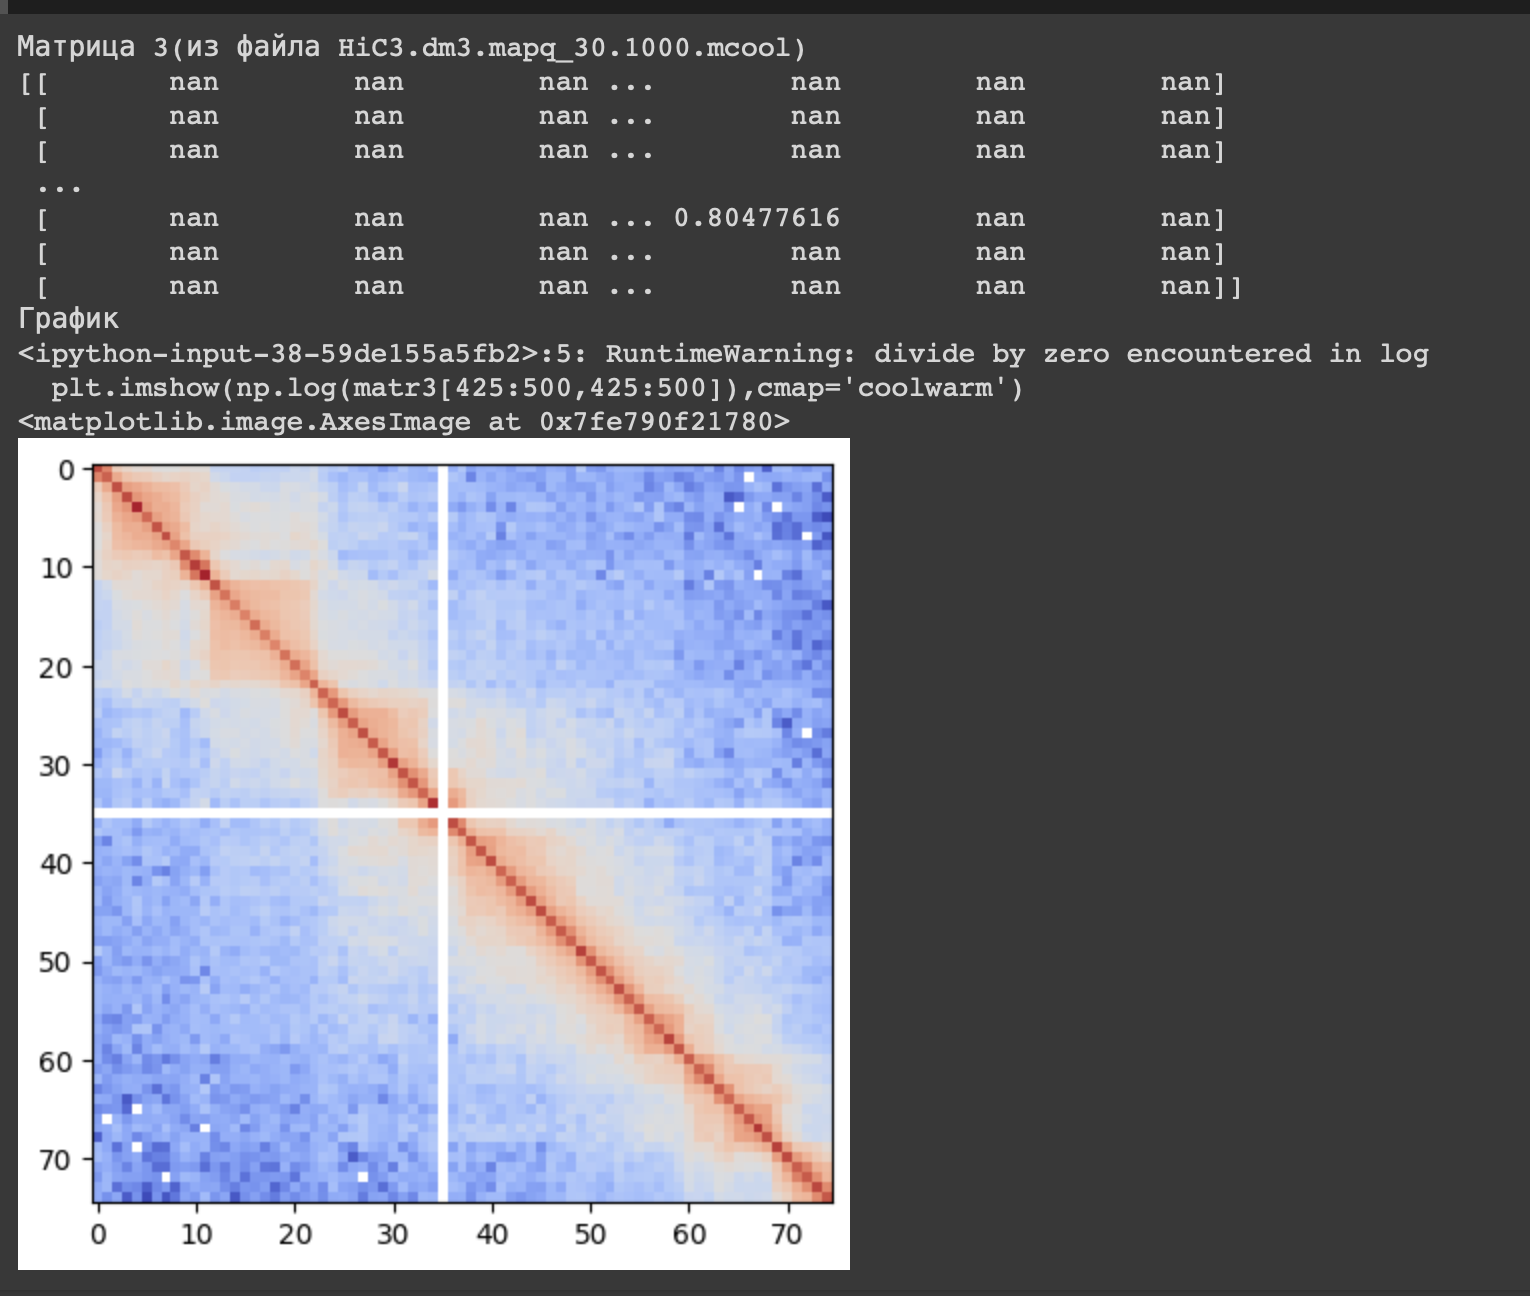 Матрица 3(из файла HiC3.dm3.mapq_30.1000.mcool)
[[       nan        nan        nan ...        nan        nan        nan]
 [       nan        nan        nan ...        nan        nan        nan]
 [       nan        nan        nan ...        nan        nan        nan]
 ...
 [       nan        nan        nan ... 0.80477616        nan        nan]
 [       nan        nan        nan ...        nan        nan        nan]
 [       nan        nan        nan ...        nan        nan        nan]]
График
<ipython-input-38-59de155a5fb2>:5: RuntimeWarning: divide by zero encountered in log
  plt.imshow(np.log(matr3[425:500,425:500]),cmap='coolwarm')
<matplotlib.image.AxesImage at 0x7fe790f21780>
0
10
20
30
40
50
60
70
0 10 20 30 40 50 60 70